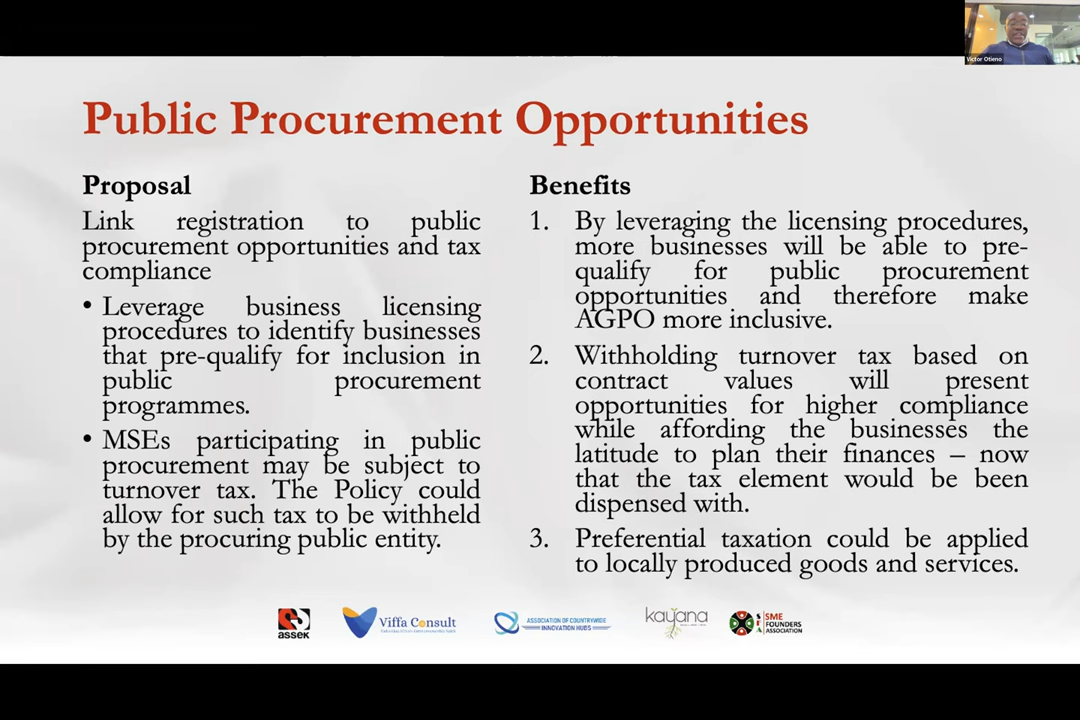 Victor Otieno
Public Procurement Opportunities
Proposal
Link registration to public
procurement opportunities and tax
compliance
• Leverage business licensing
procedures to identify businesses
that pre-qualify for inclusion in
public procurement
programmes.
• MSEs participating in public
procurement may be subject to
turnover tax. The Policy could
allow for such tax to be withheld
by the procuring public entity.
Benefits
1. By leveraging the licensing procedures,
more businesses will be able to pre-
qualify for public procurement
opportunities and therefore make
AGPO more inclusive.
2. Withholding turnover tax based on
contract values will present
opportunities for higher compliance
while affording the businesses the
latitude to plan their finances – now
that the tax element would be been
dispensed with.
3. Preferential taxation could be applied
to locally produced goods and services.
assek
Viffa Consult
ASSOCIATION OF COUNTRYWIDE
INNOVATION HUBS
kayana
SFA
SME
FOUNDERS
ASSOCIATION